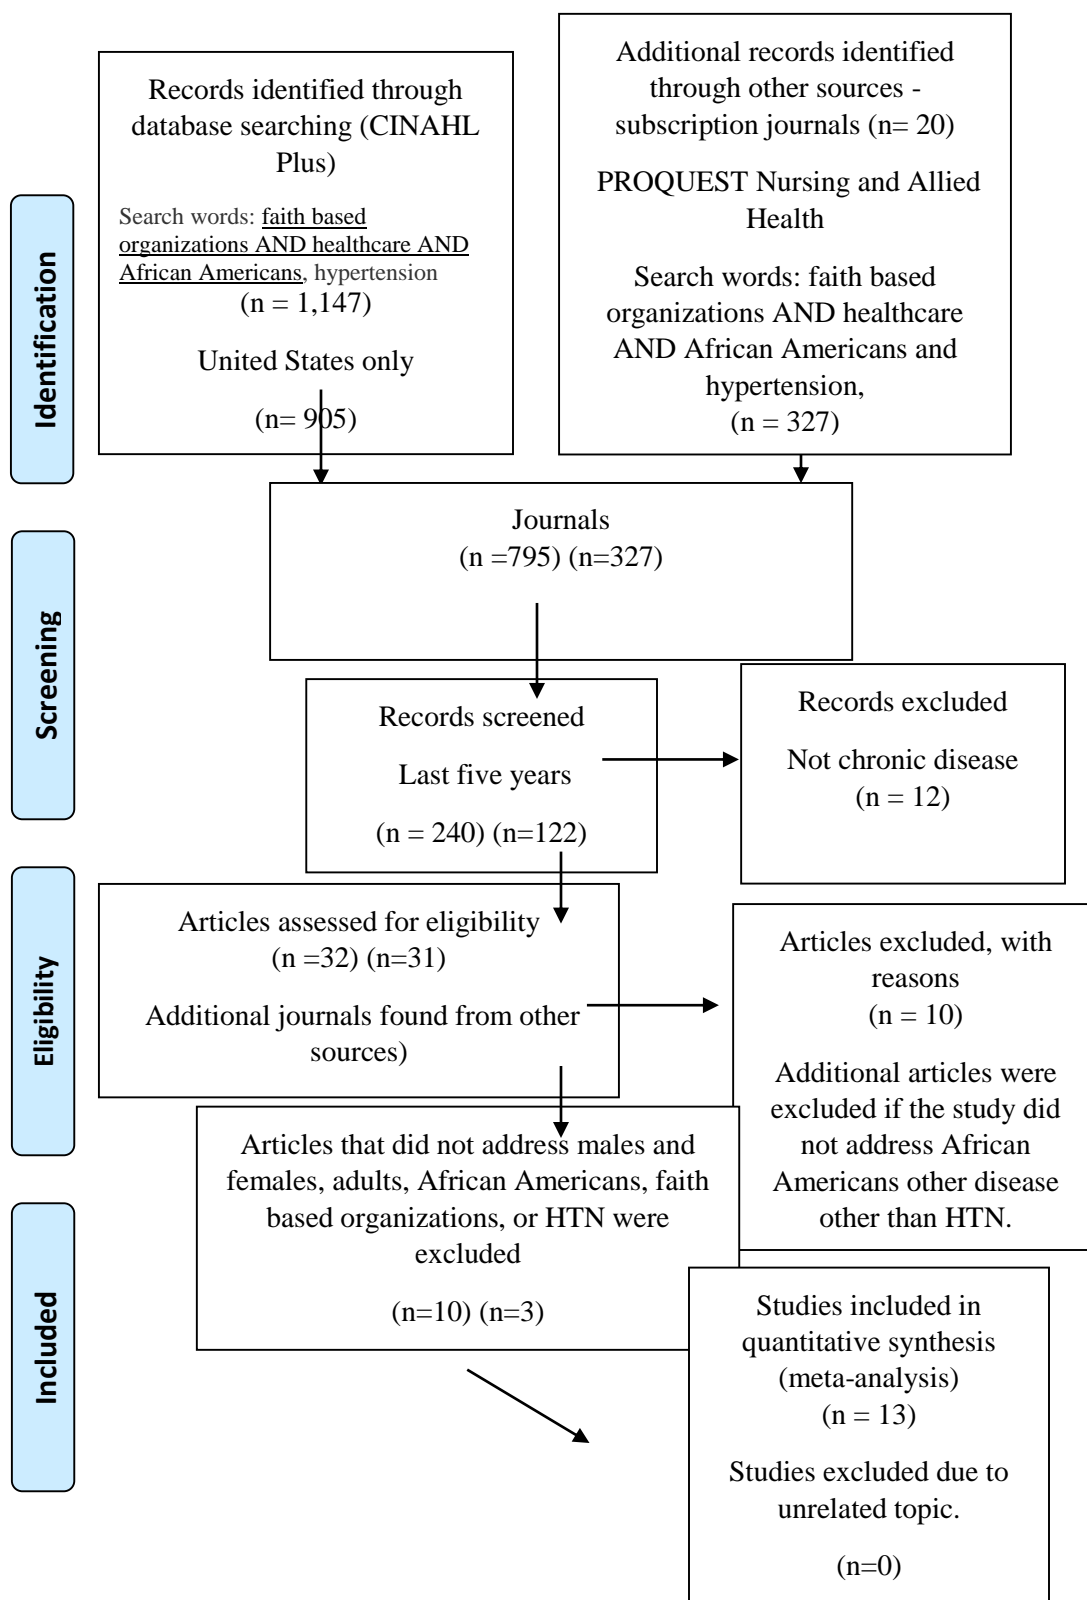 Identification
Records identified through
database searching (CINAHL
Plus)
Search words: faith based
organizations AND healthcare AND
African Americans, hypertension
(n = 1,147)
United States only
(n= 905)
Additional records identified
through other sources -
subscription journals (n= 20)
PROQUEST Nursing and Allied
Health
Search words: faith based
organizations AND healthcare
AND African Americans and
hypertension,
(n = 327)
Journals
(n =795) (n=327)
Screening
Records screened
Last five years
(n = 240) (n=122)
Records excluded
Not chronic disease
(n = 12)
Eligibility
Articles assessed for eligibility
(n =32) (n=31)
Additional journals found from other
sources)
Articles excluded, with
reasons
(n = 10)
Additional articles were
excluded if the study did
not address African
Americans other disease
other than HTN.
Articles that did not address males and
females, adults, African Americans, faith
based organizations, or HTN were
excluded
(n=10) (n=3)
Included
Studies included in
quantitative synthesis
(meta-analysis)
(n = 13)
Studies excluded due to
unrelated topic.
(n=0)